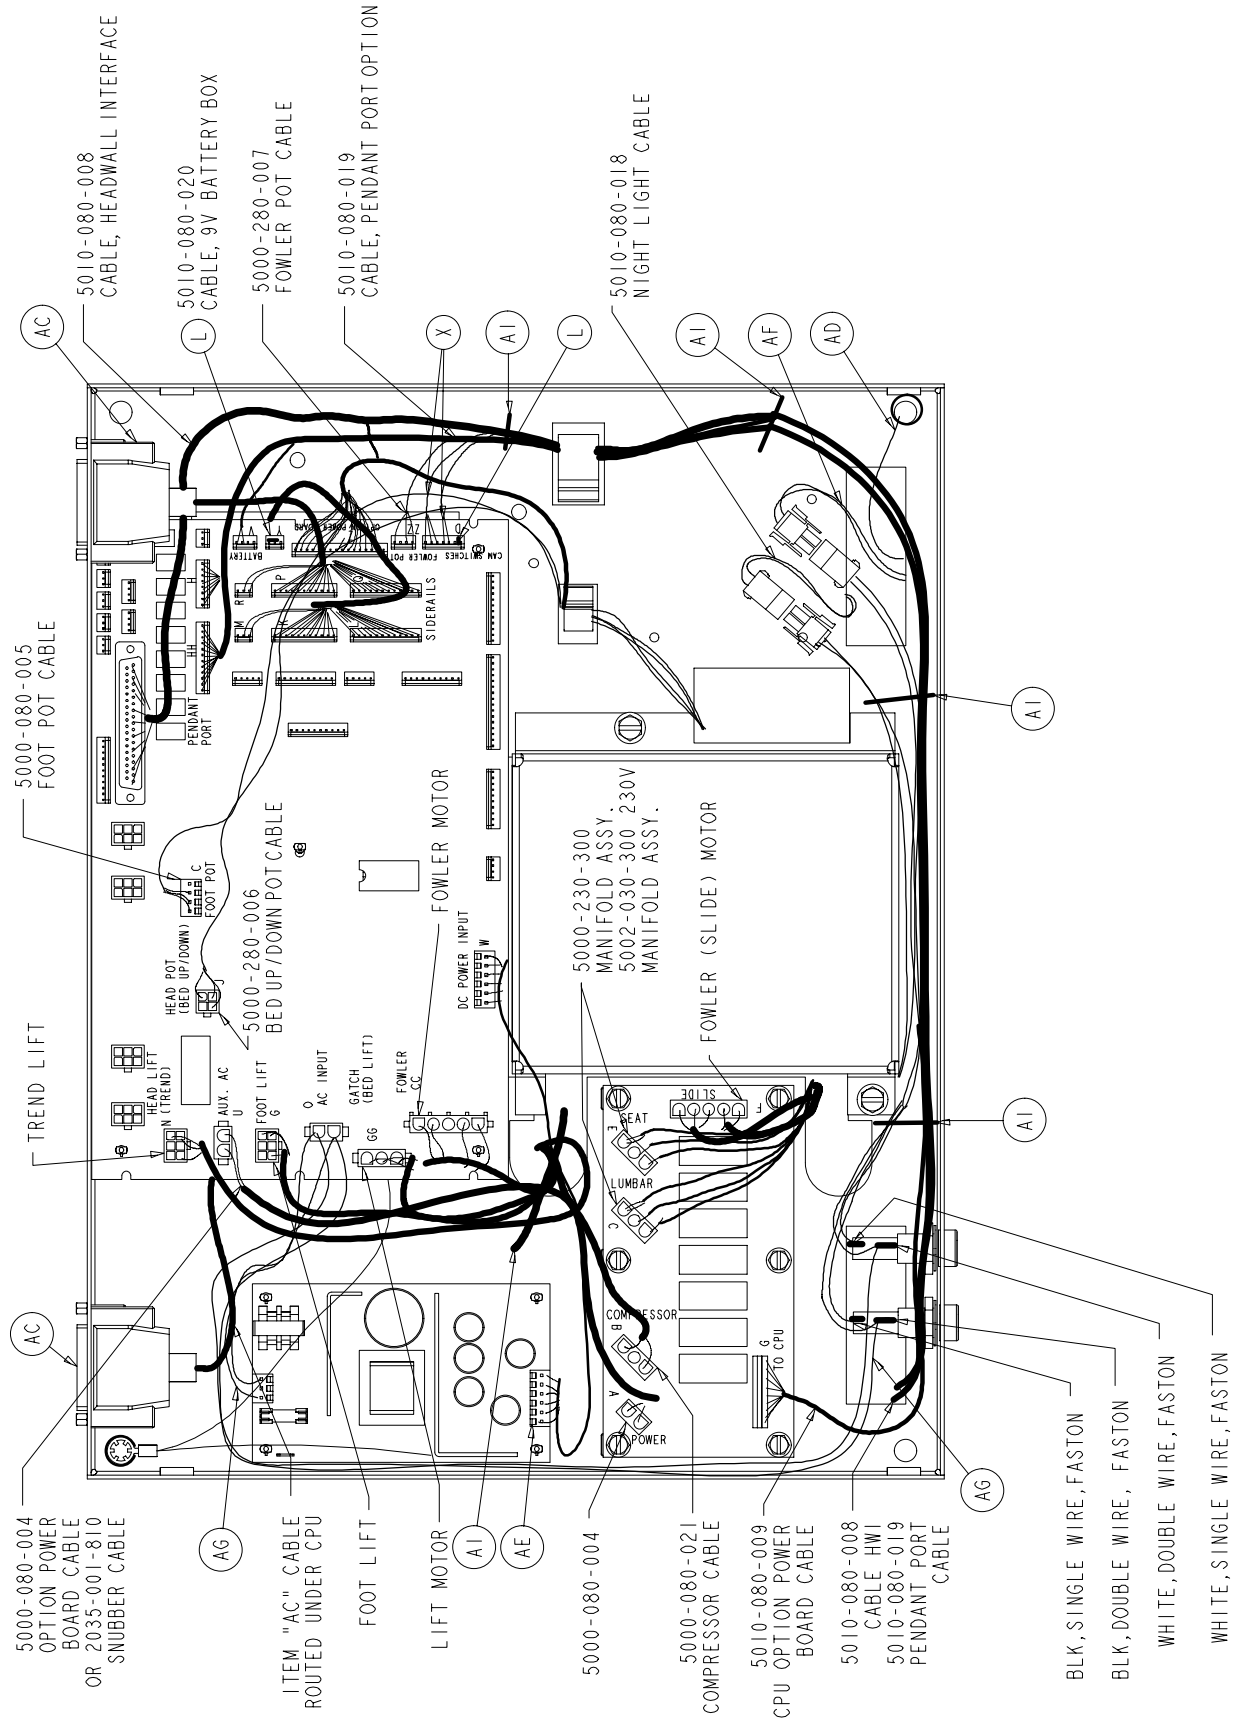 5000-080-004
OPTION POWER
BOARD CABLE
OR 2035-001-810
SNUBBER CABLE
AC
TREND LIFT
5000-080-005
FOOT POT CABLE
AC
5010-080-008
CABLE, HEADWALL INTERFACE
L
5010-080-020
CABLE, 9V BATTERY BOX
5000-280-007
FOWLER POT CABLE
5010-080-019
CABLE, PENDANT PORT OPTION
X
AI
L
5010-080-018
NIGHT LIGHT CABLE
AI
AF
AD
AI
AI
AG
ITEM "AC" CABLE
ROUTED UNDER CPU
FOOT LIFT
LIFT MOTOR
AI
AE
5000-080-004
5000-080-021
COMPRESSOR CABLE
5010-080-009
CPU OPTION POWER
BOARD CABLE
5010-080-008
CABLE HWI
5010-080-019
PENDANT PORT
CABLE
AG
BLK,SINGLE WIRE,FASTON
BLK,DOUBLE WIRE, FASTON
WHITE,DOUBLE WIRE,FASTON
WHITE,SINGLE WIRE,FASTON
HEAD LIFT
(TREND)
N
AUX. AC
U
FOOT LIFT
G
O
AC INPUT
GATCH
(BED LIFT)
GG
FOWLER
CC
HEAD POT
(BED UP/DOWN)
J
5000-280-006
BED UP/DOWN POT CABLE
C
FOOT POT
FOWLER MOTOR
DC POWER INPUT
W
PENDANT
PORT
HH
H
M
R
K
P
SIDERAILS
BATTERY
FOWLER POT
ZZ
CAM SWITCHES
D
5000-230-300
MANIFOLD ASSY.
5002-030-300 230V
MANIFOLD ASSY.
FOWLER (SLIDE) MOTOR
SLIDE
F
SEAT
E
LUMBAR
C
COMPRESSOR
B
A
POWER
G
TO CPU